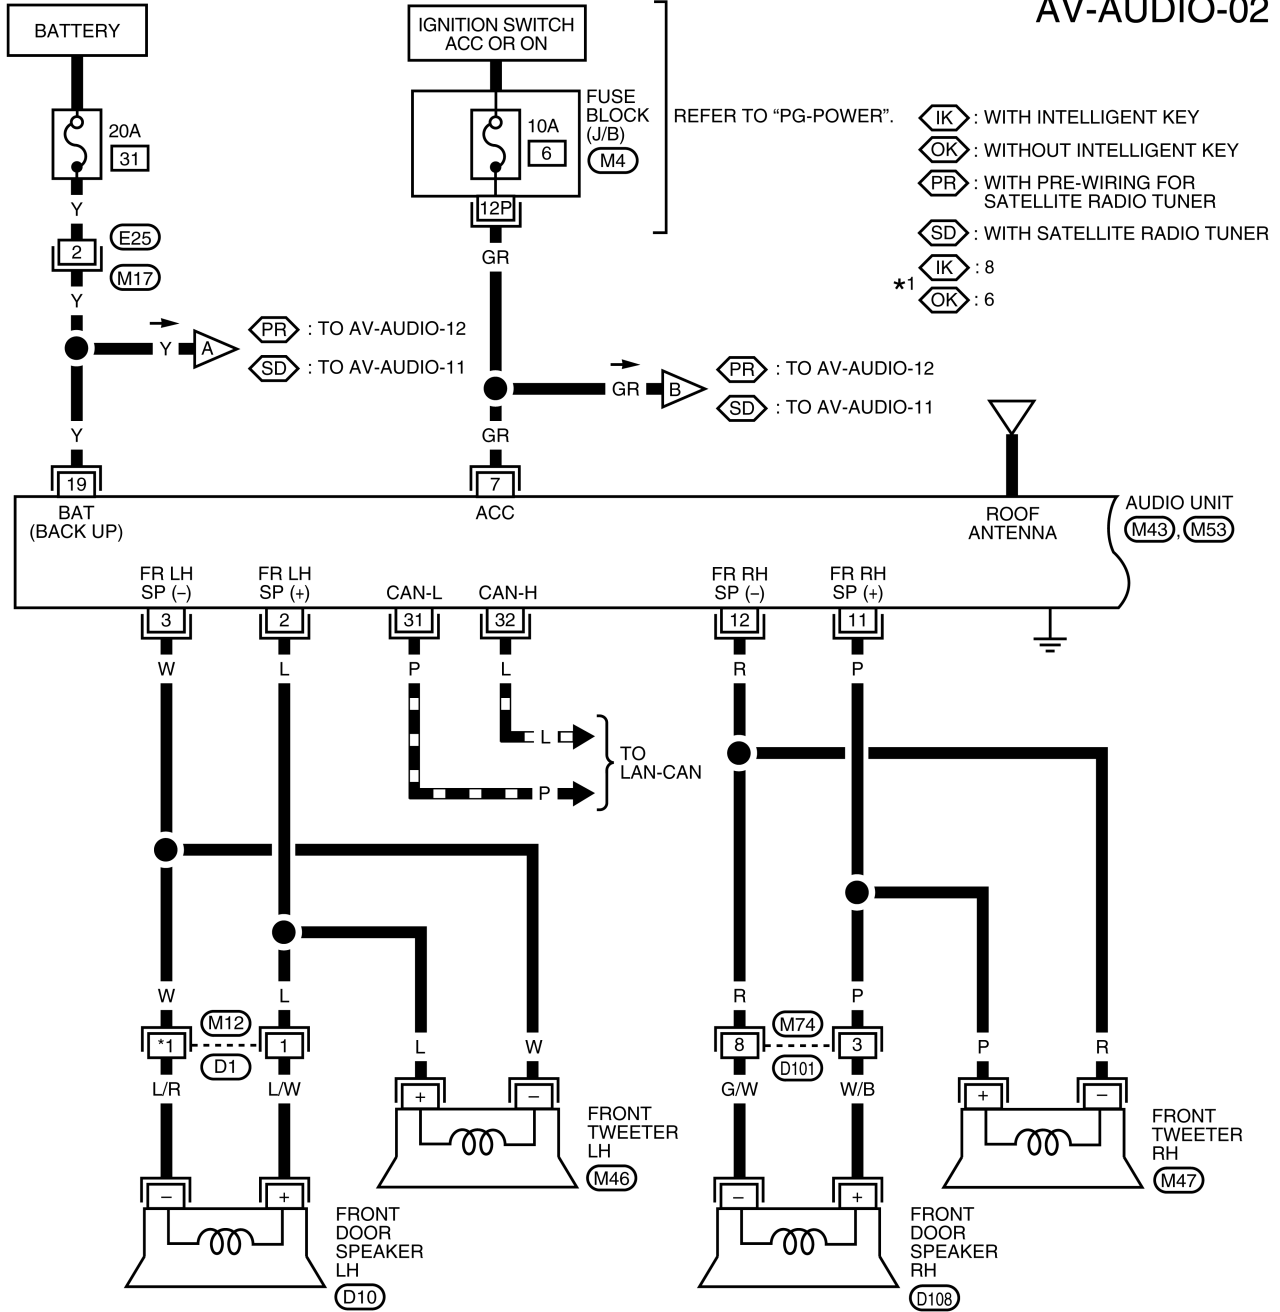 AV-AUDIO-02
BATTERY
IGNITION SWITCH
ACC OR ON
20A
31
FUSE
BLOCK
(J/B)
M4
10A
6
12P
REFER TO “PG-POWER”.
IK : WITH INTELLIGENT KEY
OK : WITHOUT INTELLIGENT KEY
PR : WITH PRE-WIRING FOR
SATELLITE RADIO TUNER
SD : WITH SATELLITE RADIO TUNER
*1 IK : 8
OK : 6
Y
2
E25
M17
Y
GR
Y A
PR : TO AV-AUDIO-12
SD : TO AV-AUDIO-11
GR B
PR : TO AV-AUDIO-12
SD : TO AV-AUDIO-11
Y
GR
19
7
BAT
(BACK UP)
ACC
ROOF
ANTENNA
AUDIO UNIT
M43 , M53
FR LH
SP (–)
FR LH
SP (+)
CAN-L
CAN-H
FR RH
SP (–)
FR RH
SP (+)
3 2 31 32 12 11
W L P L R P
L
P
TO
LAN-CAN
W L R P
*1
M12
D1
1
8
M74
D101
3
L W
P R
L/R L/W
G/W W/B
+ –
+ –
FRONT
TWEETER
LH
M46
FRONT
TWEETER
RH
M47
– +
– +
FRONT
DOOR
SPEAKER
LH
D10
FRONT
DOOR
SPEAKER
RH
D108